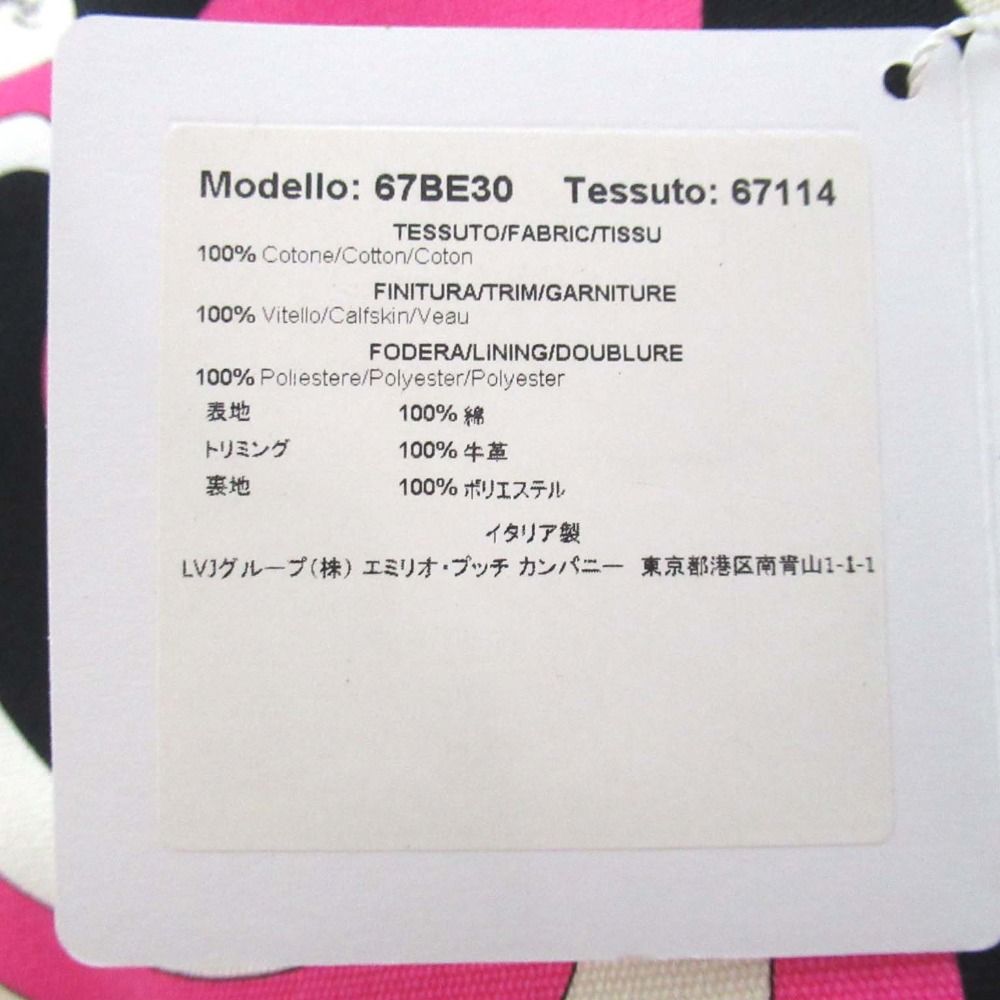 Modello: 67BE30 Tessuto: 67114
TESSUTO/FABRIC/TISSU
100% Cotone/Cotton/Coton
FINITURA/TRIM/GARNITURE
100% Vitello/Calfskin/Veau
FODERA/LINING/DOUBLURE
100% Poliestere/Polyester/Polyester
表地 100% 綿
トリミング 100% 牛革
裏地 100% ポリエステル
イタリア製
LVJグループ(株) エミリオ・プッチ カンパニー 東京都港区南青山1-1-1